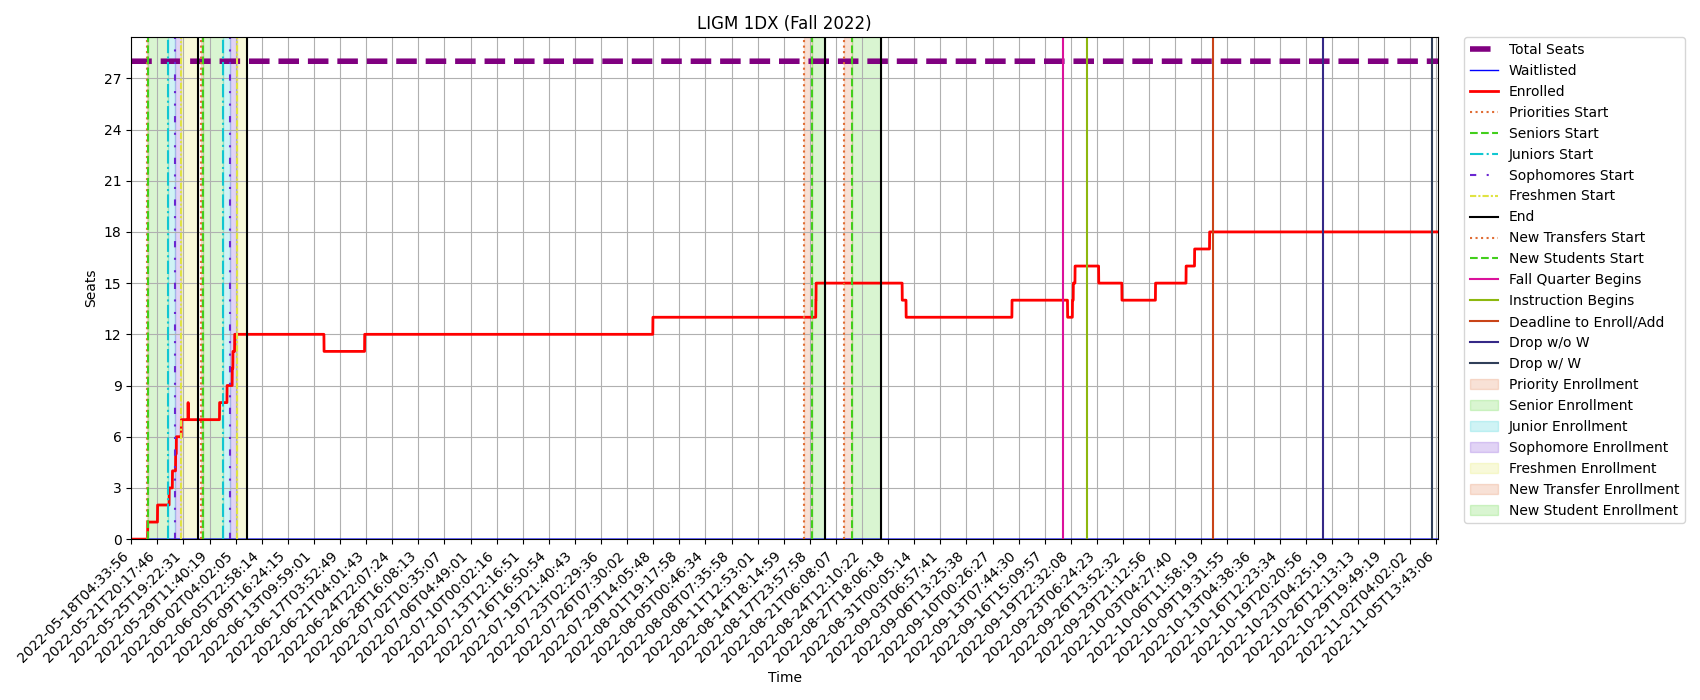 LIGM 1DX (Fall 2022)
Seats
27
24
21
18
15
12
9
6
3
0
2022-05-18T04:33:56
2022-05-21T20:17:46
2022-05-25T19:22:31
2022-05-29T11:40:19
2022-06-02T04:02:05
2022-06-05T22:58:14
2022-06-09T16:24:15
2022-06-13T09:59:01
2022-06-17T03:52:49
2022-06-21T04:01:43
2022-06-24T22:07:24
2022-06-28T16:08:13
2022-07-02T10:35:07
2022-07-06T04:49:01
2022-07-10T00:02:16
2022-07-13T12:16:51
2022-07-16T16:50:54
2022-07-19T21:40:43
2022-07-23T02:29:36
2022-07-26T07:30:02
2022-07-29T14:05:48
2022-08-01T19:17:58
2022-08-05T00:46:34
2022-08-08T07:35:58
2022-08-11T12:53:01
2022-08-14T18:14:59
2022-08-17T23:57:58
2022-08-21T06:08:07
2022-08-24T12:10:22
2022-08-27T18:06:18
2022-08-31T00:05:14
2022-09-03T06:57:41
2022-09-06T13:25:38
2022-09-10T00:26:27
2022-09-13T07:44:30
2022-09-16T15:09:57
2022-09-19T22:32:08
2022-09-23T06:24:23
2022-09-26T13:52:32
2022-09-29T21:12:56
2022-10-03T04:27:40
2022-10-06T11:58:19
2022-10-09T19:31:55
2022-10-13T04:38:36
2022-10-16T12:23:34
2022-10-19T20:20:56
2022-10-23T04:25:19
2022-10-26T12:13:13
2022-10-29T19:49:19
2022-11-02T04:02:02
2022-11-05T13:43:06
Time
Total Seats
Waitlisted
Enrolled
Priorities Start
Seniors Start
Juniors Start
Sophomores Start
Freshmen Start
End
New Transfers Start
New Students Start
Fall Quarter Begins
Instruction Begins
Deadline to Enroll/Add
Drop w/o W
Drop w/ W
Priority Enrollment
Senior Enrollment
Junior Enrollment
Sophomore Enrollment
Freshmen Enrollment
New Transfer Enrollment
New Student Enrollment